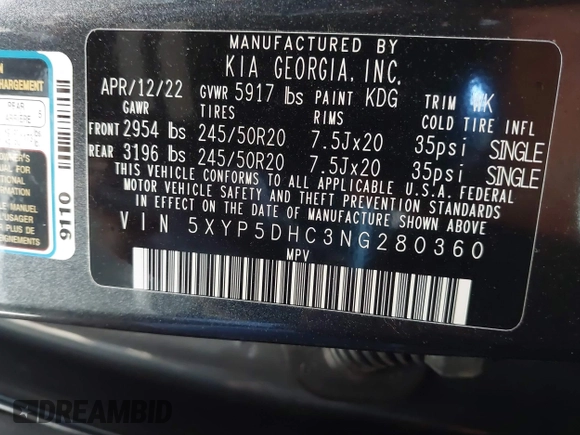 MANUFACTURED BY
KIA GEORGIA, INC.
APR/12/22 GVWR 5917 lbs PAINT KDG TRIM WK
GAWR TIRES RIMS COLD TIRE INFL
FRONT 2954 lbs 245/50R20 7.5Jx20 35psi SINGLE
REAR 3196 lbs 245/50R20 7.5Jx20 35psi SINGLE
THIS VEHICLE CONFORMS TO ALL APPLICABLE U.S.A. FEDERAL
MOTOR VEHICLE SAFETY AND THEFT PREVENTION STANDARDS
IN EFFECT ON THE DATE OF MANUFACTURE SHOWN ABOVE
VIN 5XYP5DHC3NG280360
MPV
CHARGEMENT
REAR
ARRIERE
9110
DREAMBID